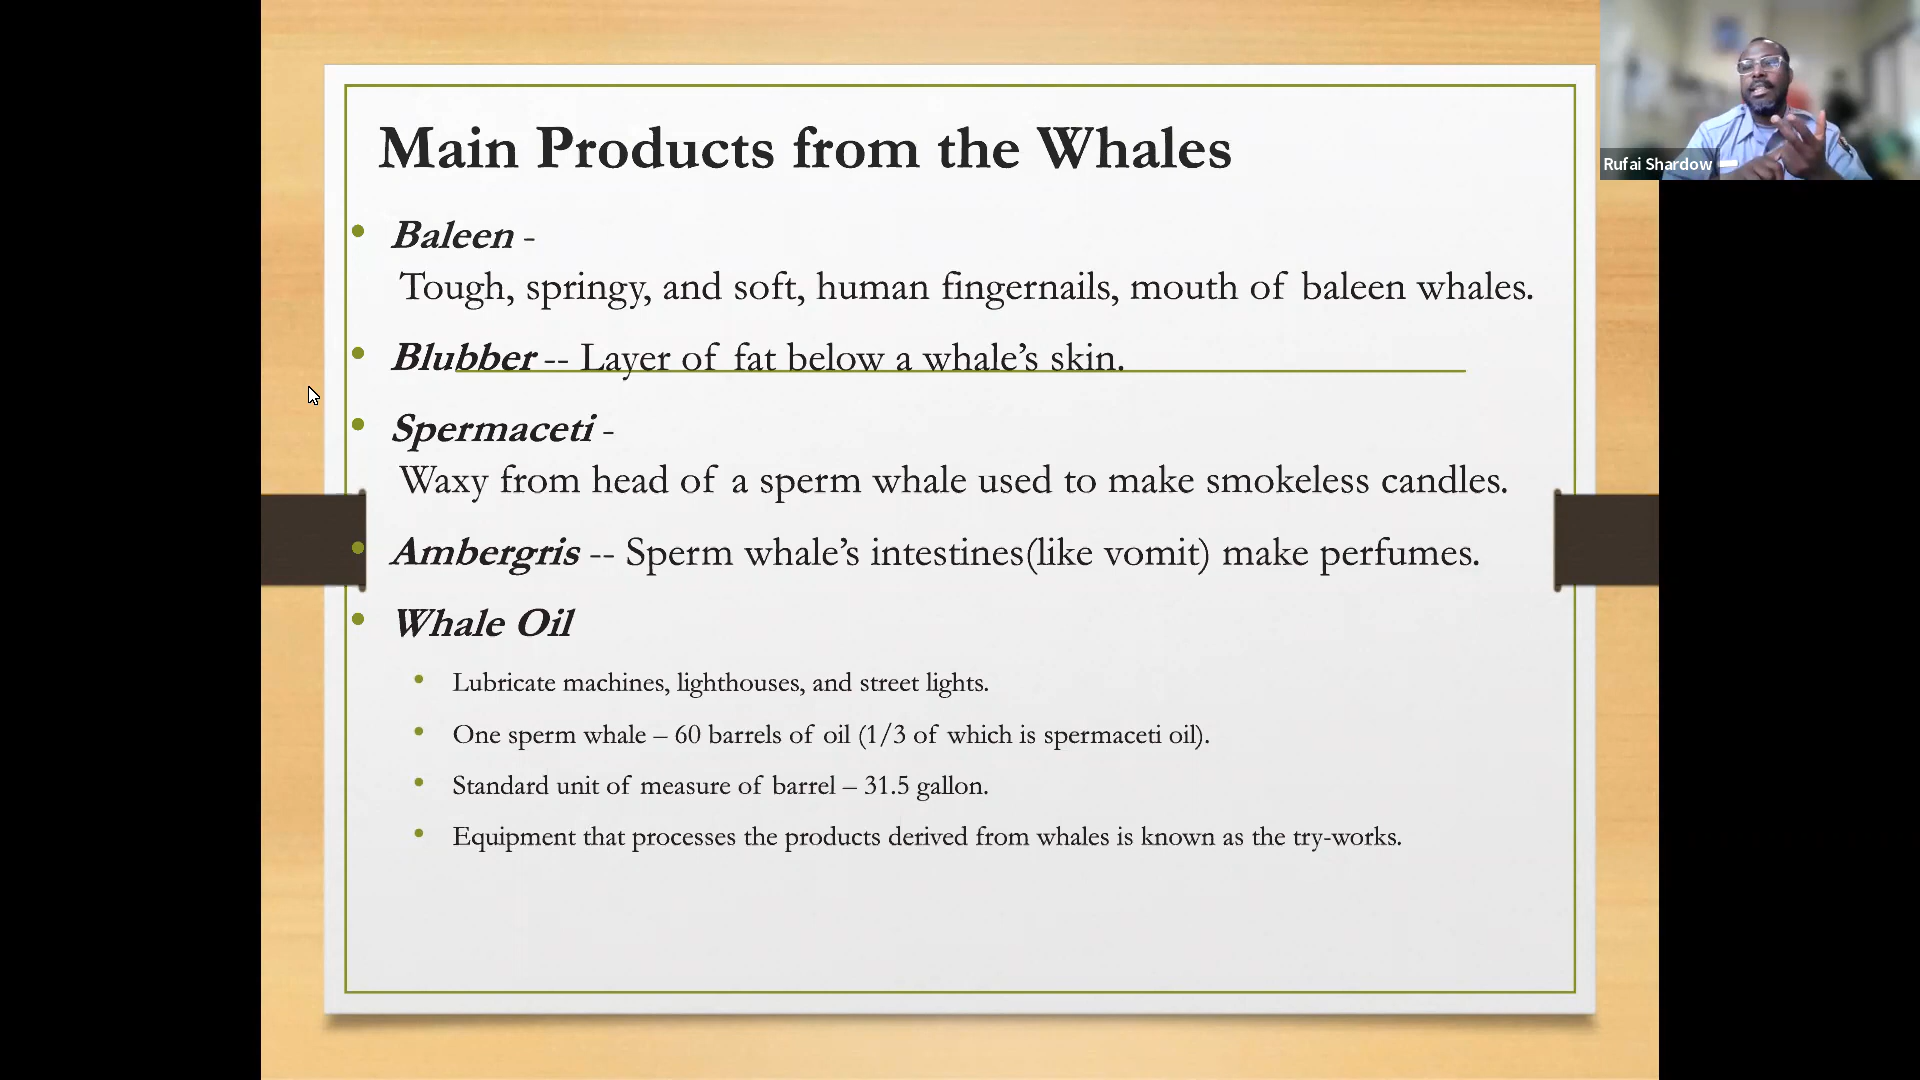 Main Products from the Whales
Baleen -
Tough, springy, and soft, human fingernails, mouth of baleen whales.
Blubber -- Layer of fat below a whale’s skin.
Spermaceti -
Waxy from head of a sperm whale used to make smokeless candles.
Ambergris -- Sperm whale’s intestines(like vomit) make perfumes.
Whale Oil
Lubricate machines, lighthouses, and street lights.
One sperm whale – 60 barrels of oil (1/3 of which is spermaceti oil).
Standard unit of measure of barrel – 31.5 gallon.
Equipment that processes the products derived from whales is known as the try-works.
Rufai Shardow